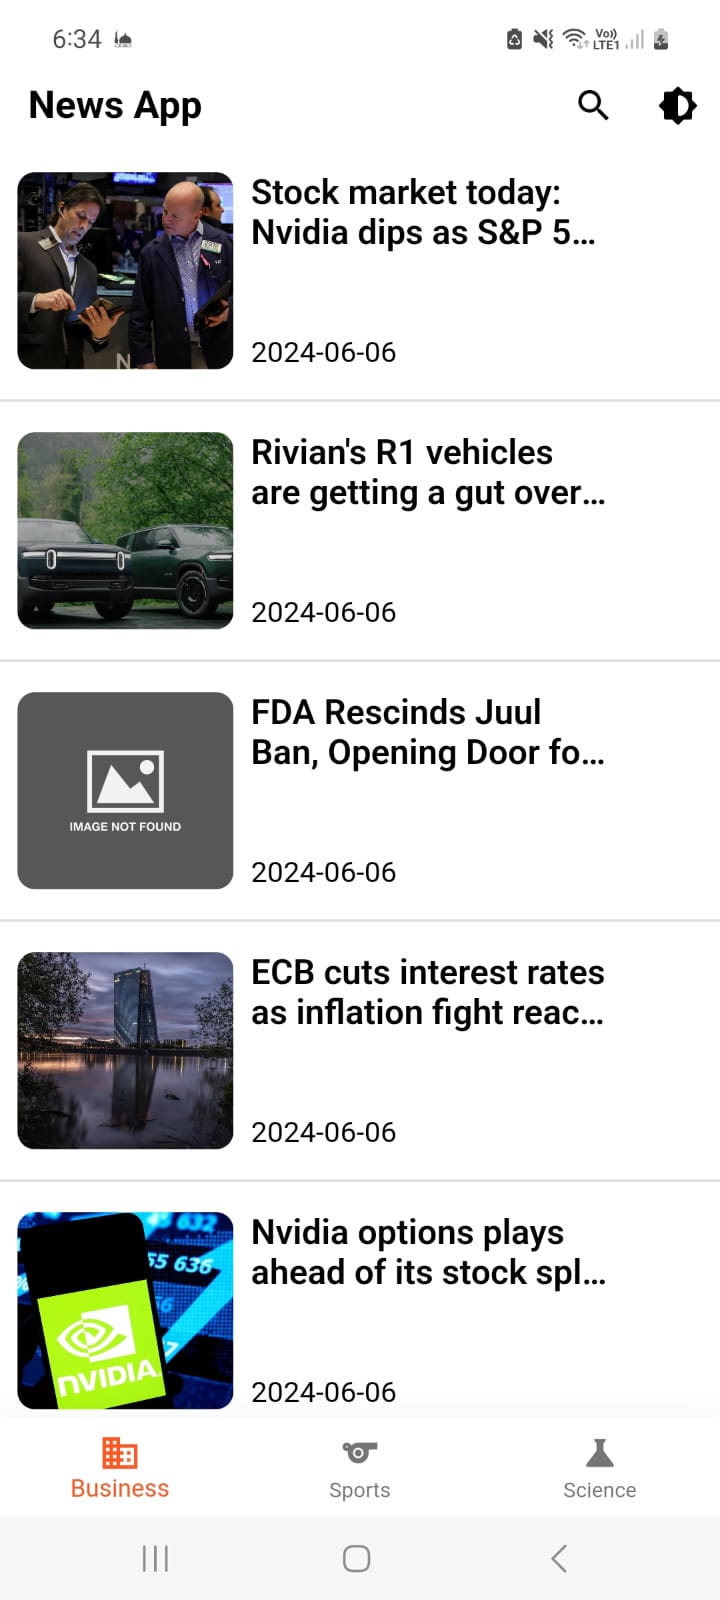 6:34
Vo))
LTE1
News App
Stock market today:
Nvidia dips as S&P 5...
2024-06-06
N
Rivian's R1 vehicles
are getting a gut over...
2024-06-06
FDA Rescinds Juul
Ban, Opening Door fo...
IMAGE NOT FOUND
2024-06-06
ECB cuts interest rates
as inflation fight reac...
2024-06-06
Nvidia options plays
ahead of its stock spl...
632
55 636
NVIDIA
2024-06-06
Business
Sports
Science